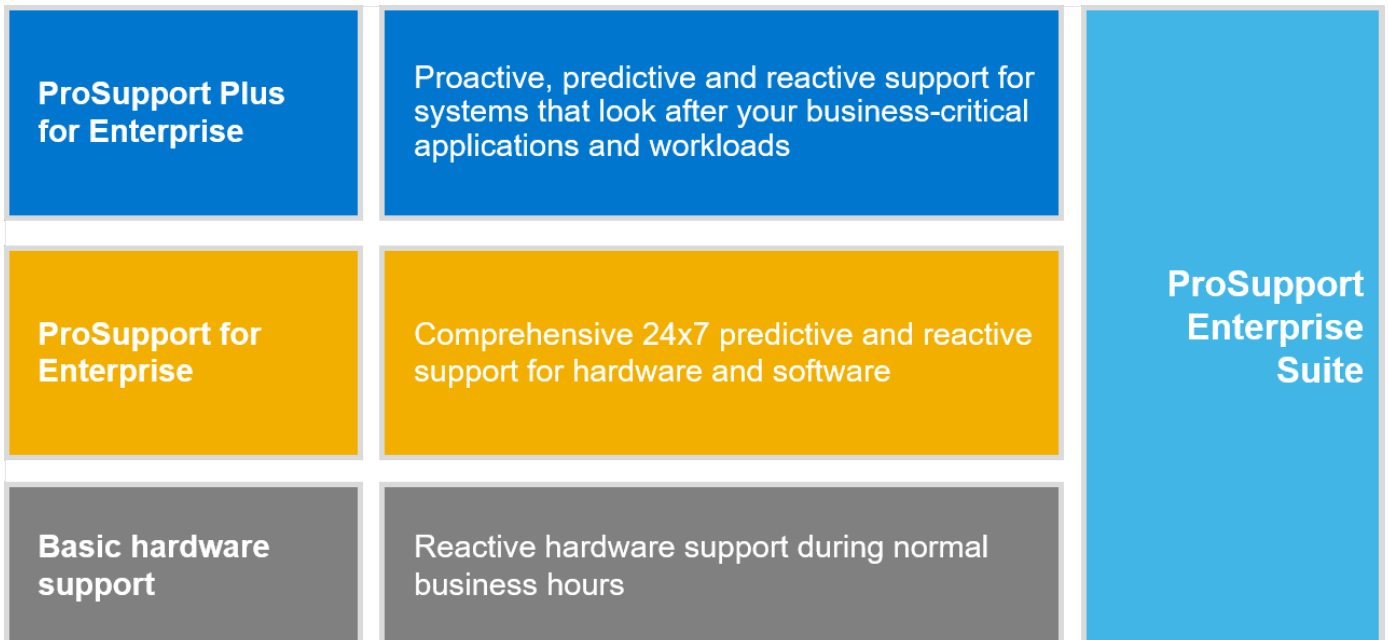 ProSupport Plus
for Enterprise
Proactive, predictive and reactive support for
systems that look after your business-critical
applications and workloads
ProSupport for
Enterprise
Comprehensive 24x7 predictive and reactive
support for hardware and software
Basic hardware
support
Reactive hardware support during normal
business hours
ProSupport
Enterprise
Suite